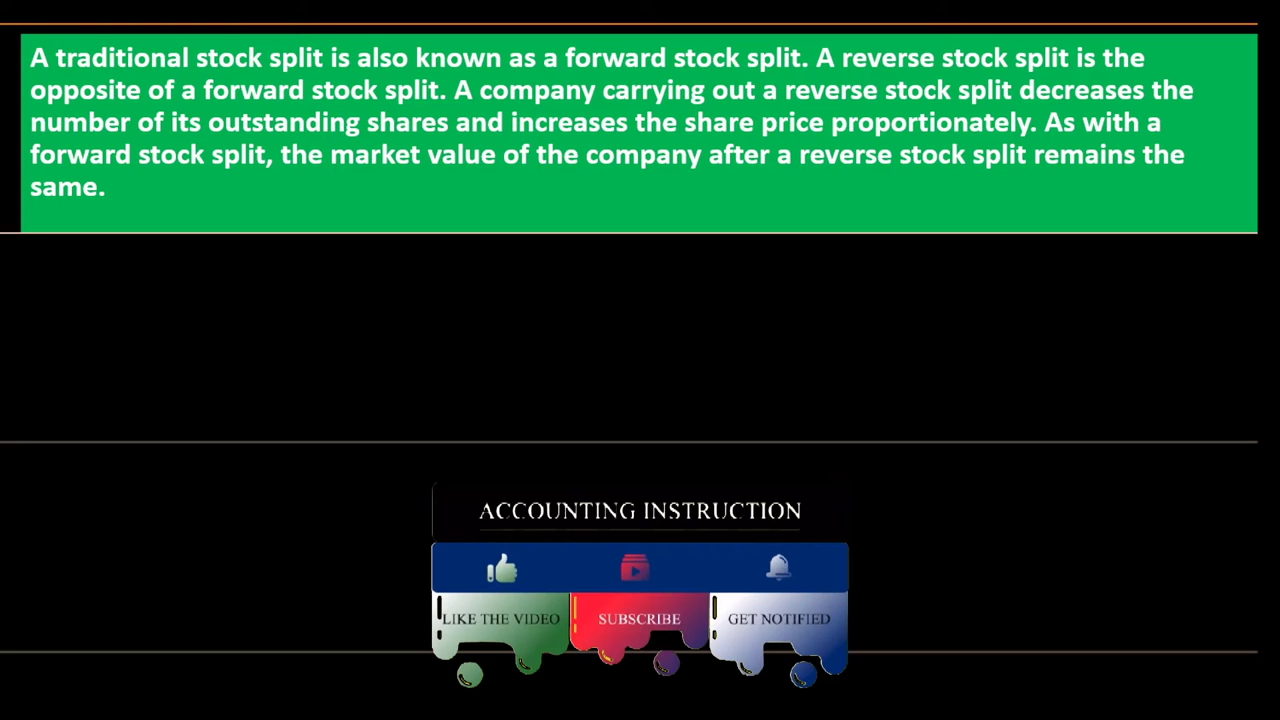 A traditional stock split is also known as a forward stock split. A reverse stock split is the
opposite of a forward stock split. A company carrying out a reverse stock split decreases the
number of its outstanding shares and increases the share price proportionately. As with a
forward stock split, the market value of the company after a reverse stock split remains the
same.
ACCOUNTING INSTRUCTION
LIKE THE VIDEO
SUBSCRIBE
GET NOTIFIED